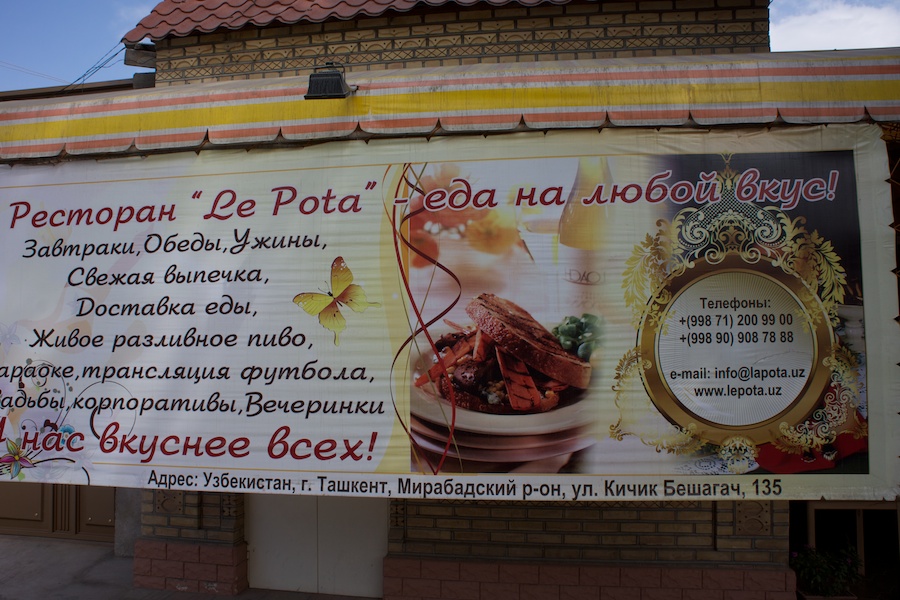 Ресторан "Le Pota" - еда на любой вкус!
Завтраки,Обеды,Ужины,
Свежая выпечка,
Доставка еды,
Живое разливное пиво,
араоке,трансляция футбола,
адьбы,корпоративы,Вечеринки
нас вкуснее всех!
Телефоны:
+(998 71) 200 99 00
+(998 90) 908 78 88
e-mail: info@lapota.uz
www.lepota.uz
Адрес: Узбекистан, г. Ташкент, Мирабадский р-он, ул. Кичик Бешагач, 135